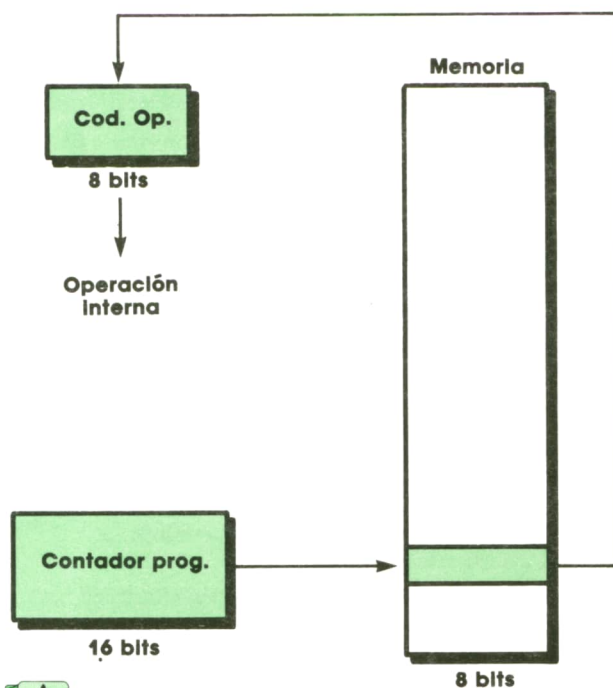 Memoria
Cod. Op.
8 bits
Operación
interna
Contador prog.
16 bits
8 bits